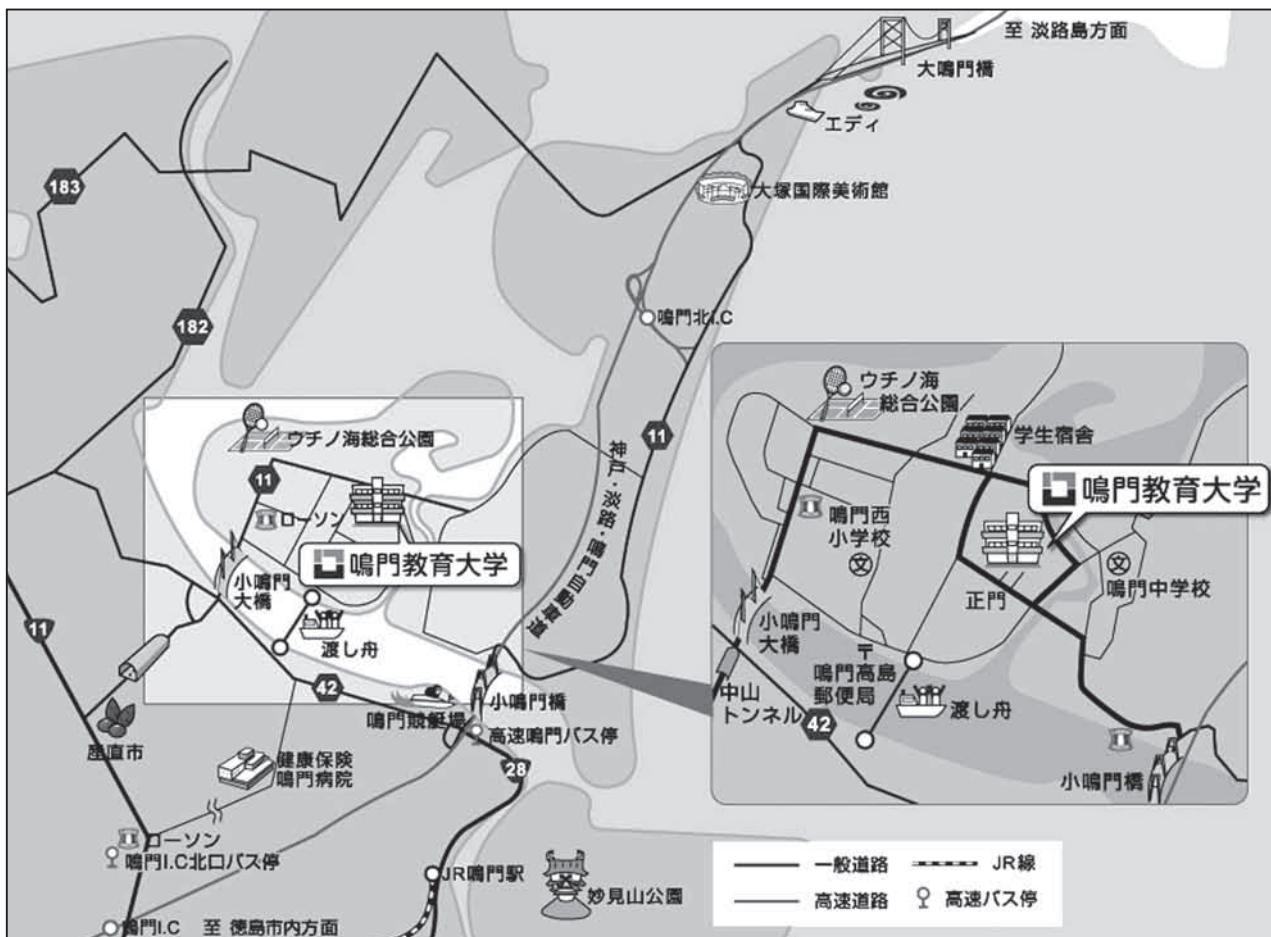 至 淡路島方面
大鳴門橋
エディ
183
大塚国際美術館
182
鳴門北I.C
11
神戸・淡路・鳴門自動車道
ウチノ海総合公園
11
ローソン
鳴門教育大学
小鳴門
大橋
渡し舟
11
42
小鳴門橋
鳴門競艇場
高速鳴門バス停
28
産直市
健康保険
鳴門病院
ローソン
鳴門I.C北口バス停
JR鳴門駅
妙見山公園
鳴門I.C
至 徳島市内方面
ウチノ海
総合公園
学生宿舎
鳴門教育大学
鳴門西
小学校
文
正門
文
鳴門中学校
小鳴門
大橋
〒
鳴門高島
郵便局
中山
トンネル
渡し舟
42
小鳴門橋
一般道路
JR線
高速道路
高速バス停